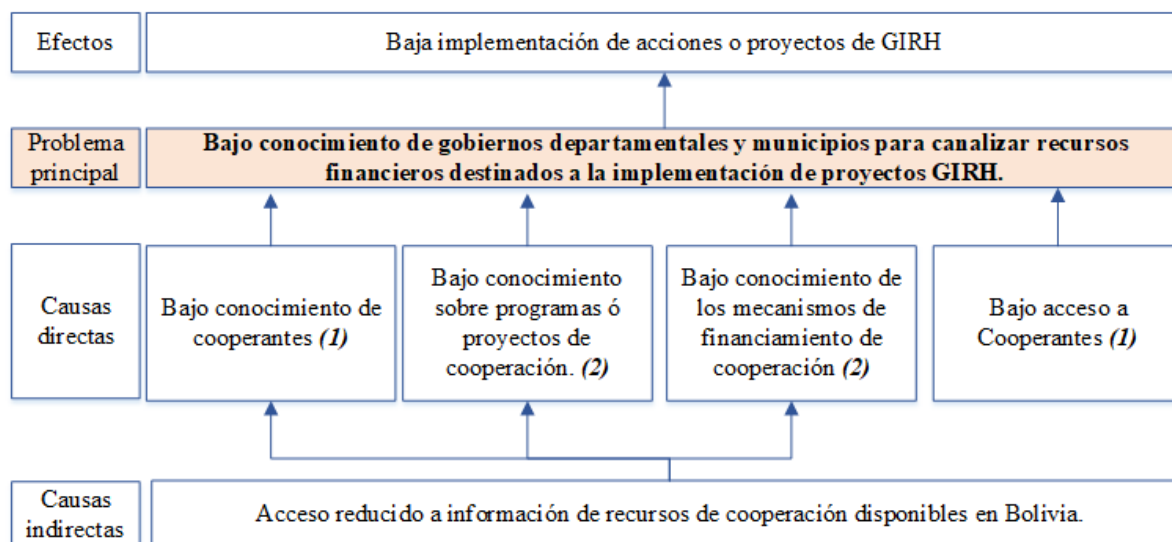 Efectos
Baja implementación de acciones o proyectos de GIRH
Problema
principal
Bajo conocimiento de gobiernos departamentales y municipios para canalizar recursos
financieros destinados a la implementación de proyectos GIRH.
Causas
directas
Bajo conocimiento de
cooperantes (1)
Bajo conocimiento
sobre programas ó
proyectos de
cooperación. (2)
Bajo conocimiento de
los mecanismos de
financiamiento de
cooperación (2)
Bajo acceso a
Cooperantes (1)
Causas
indirectas
Acceso reducido a información de recursos de cooperación disponibles en Bolivia.